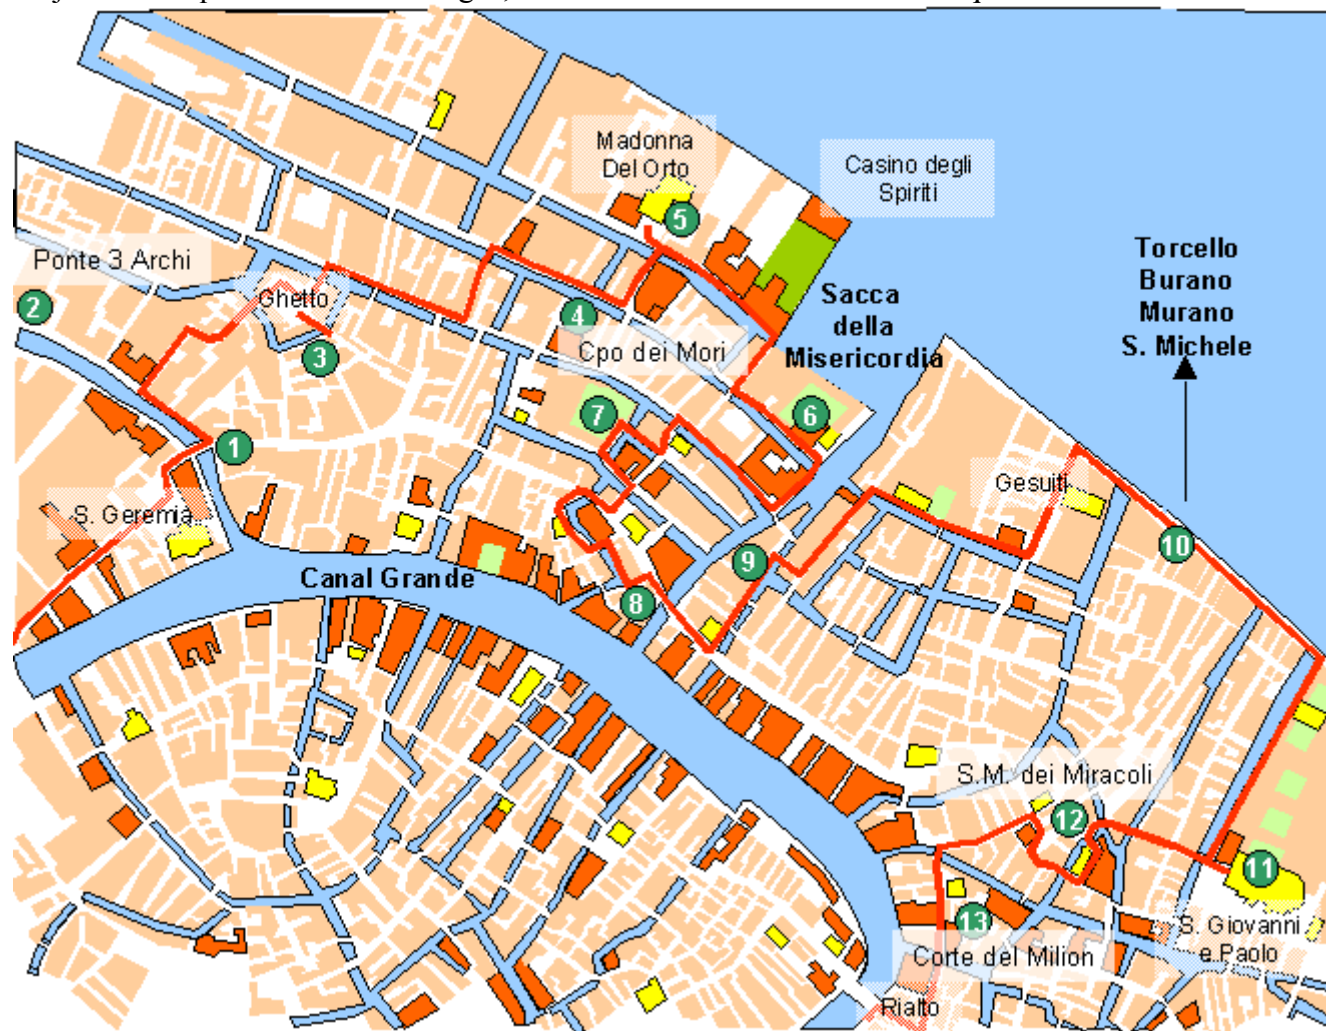 Madonna
Del Orto
5
Casino degli
Spiriti
Ponte 3 Archi
2
Ghetto
3
4
Cpo dei Mori
Sacca
della
Misericordia
Torcello
Burano
Murano
S. Michele
7
6
1
S. Geremia
Gesuiti
10
Canal Grande
9
8
S.M. dei Miracoli
12
11
13
Corte del Milion
S. Giovanni
e Paolo
Rialto